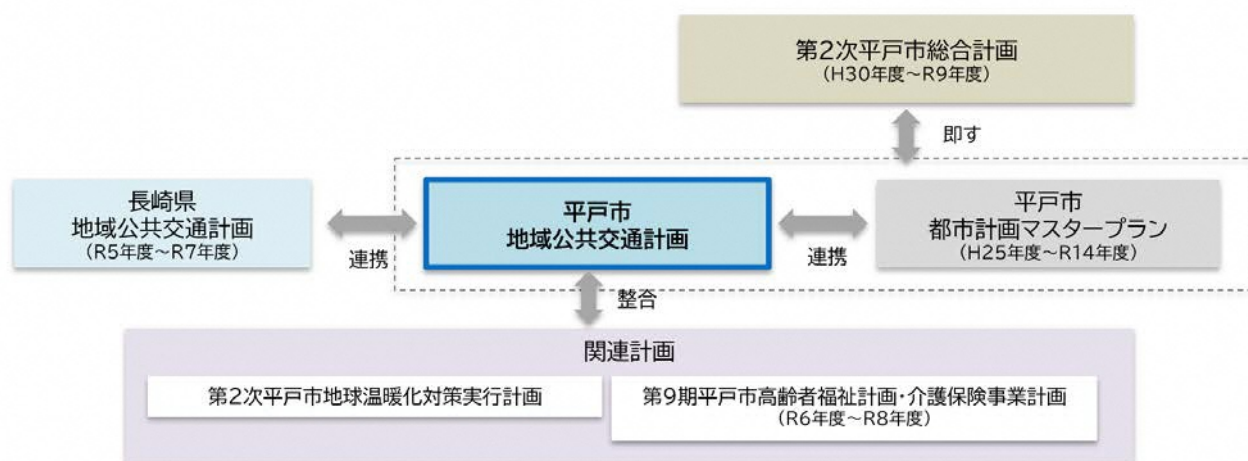 第2次平戸市総合計画
(H30年度～R9年度)
即す
長崎県
地域公共交通計画
(R5年度～R7年度)
連携
平戸市
地域公共交通計画
連携
平戸市
都市計画マスタープラン
(H25年度～R14年度)
整合
関連計画
第2次平戸市地球温暖化対策実行計画
第9期平戸市高齢者福祉計画・介護保険事業計画
(R6年度～R8年度)